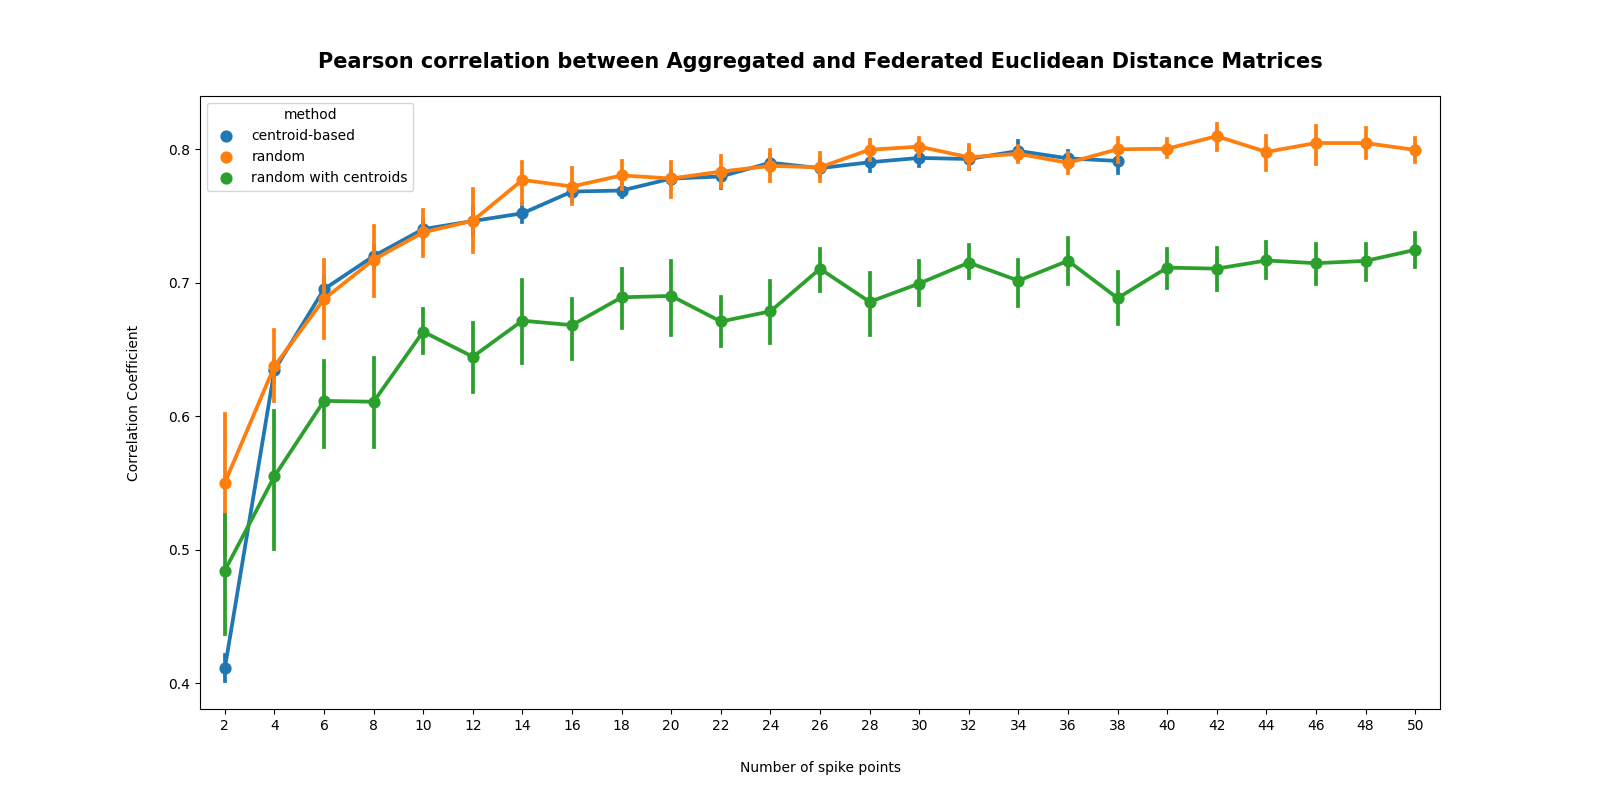 Pearson correlation between Aggregated and Federated Euclidean Distance Matrices
method
centroid-based
random
random with centroids
Correlation Coefficient
0.8
0.7
0.6
0.5
0.4
2 4 6 8 10 12 14 16 18 20 22 24 26 28 30 32 34 36 38 40 42 44 46 48 50
Number of spike points